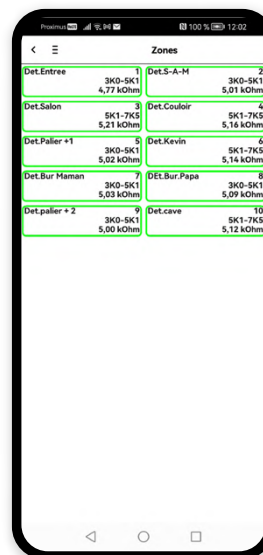 Proximus 100 % 12:02
Zones
Det.Entree 1
3K0-5K1
4,77 kOhm
Det.S-A-M 2
3K0-5K1
5,01 kOhm
Det.Salon 3
5K1-7K5
5,21 kOhm
Det.Couloir 4
5K1-7K5
5,16 kOhm
Det.Palier +1 5
3K0-5K1
5,02 kOhm
Det.Kevin 6
5K1-7K5
5,14 kOhm
Det.Bur Maman 7
3K0-5K1
5,03 kOhm
DEt.Bur.Papa 8
3K0-5K1
5,09 kOhm
Det.palier + 2 9
3K0-5K1
5,00 kOhm
Det.cave 10
5K1-7K5
5,12 kOhm